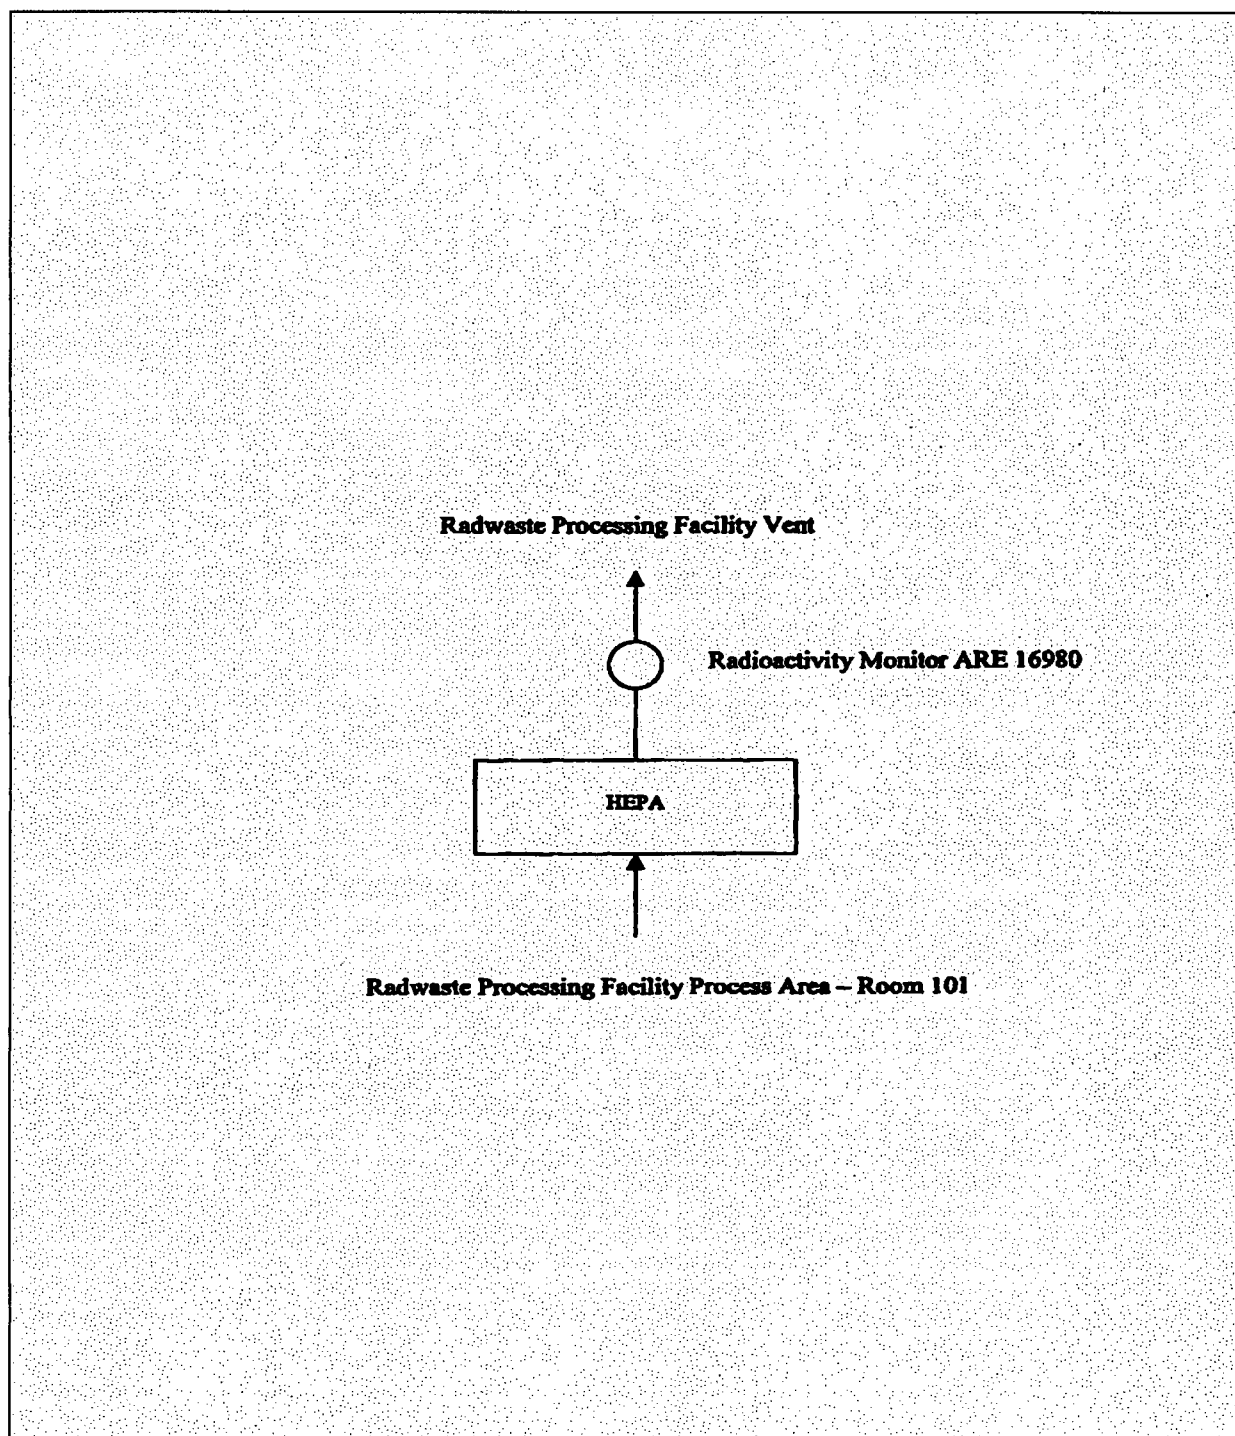 Radwaste Processing Facility Vent
Radioactivity Monitor ARE 16980
HEPA
Radwaste Processing Facility Process Area – Room 101